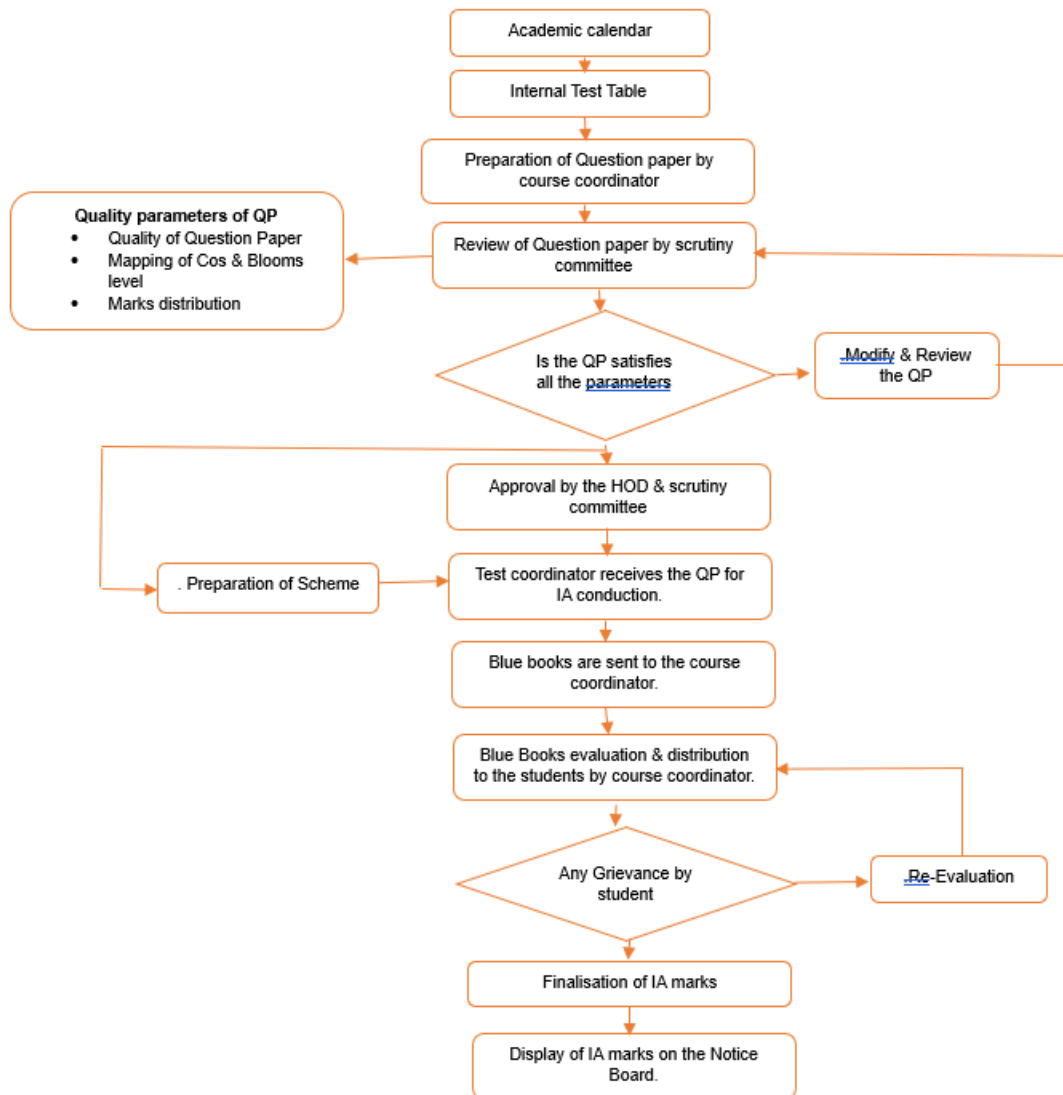 Academic calendar
Internal Test Table
Preparation of Question paper by
course coordinator
Quality parameters of QP
• Quality of Question Paper
• Mapping of Cos & Blooms
level
• Marks distribution
Review of Question paper by scrutiny
committee
Is the QP satisfies
all the parameters
.Modify & Review
the QP
Approval by the HOD & scrutiny
committee
. Preparation of Scheme
Test coordinator receives the QP for
IA conduction.
Blue books are sent to the course
coordinator.
Blue Books evaluation & distribution
to the students by course coordinator.
Any Grievance by
student
.Re-Evaluation
Finalisation of IA marks
Display of IA marks on the Notice
Board.